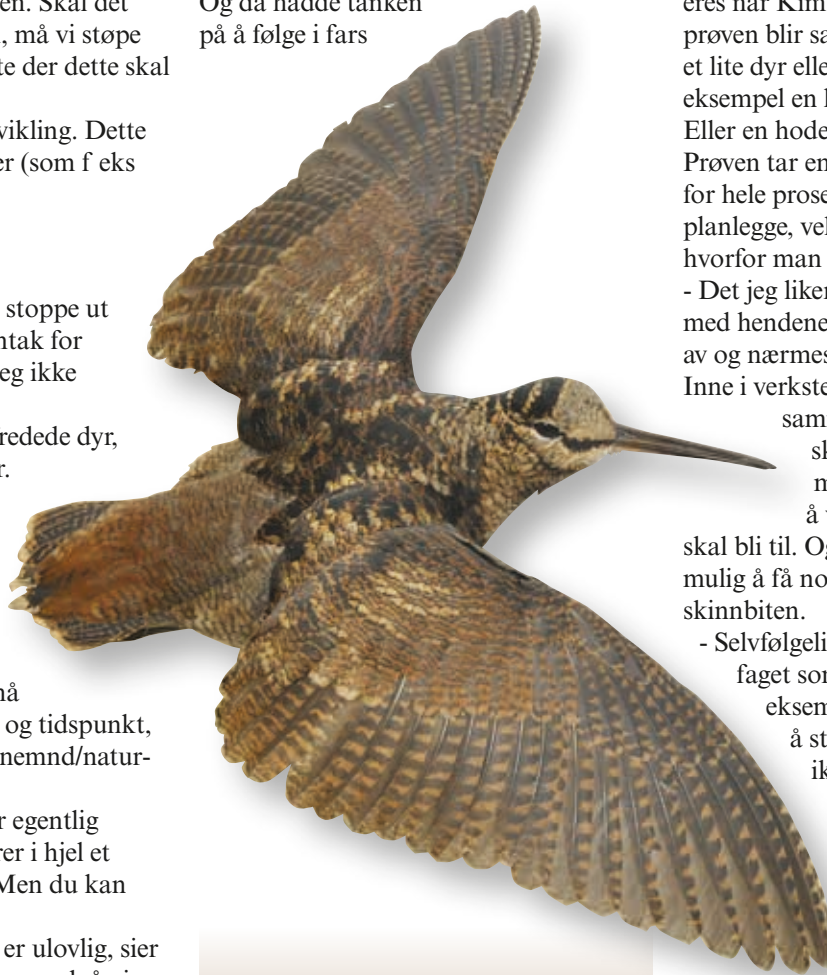 en. Skal det
, må vi støpe
te der dette skal
vikling. Dette
er (som f eks
stoppe ut
ntak for
eg ikke
redede dyr,
r.
nå
og tidspunkt,
nemnd/natur-
r egentlig
rer i hjel et
Men du kan
er ulovlig, sier
Og da hadde tanken
på å følge i fars
eres når Kim
prøven blir sa
et lite dyr elle
eksempel en h
Eller en hode
Prøven tar en
for hele prose
planlegge, vel
hvorfor man
- Det jeg liker
med hendene
av og nærmes
Inne i verkste
sam
sk
m
å v
skal bli til. Og
mulig å få no
skinnbiten.
- Selvfølgeli
faget sor
eksem
å st
ik